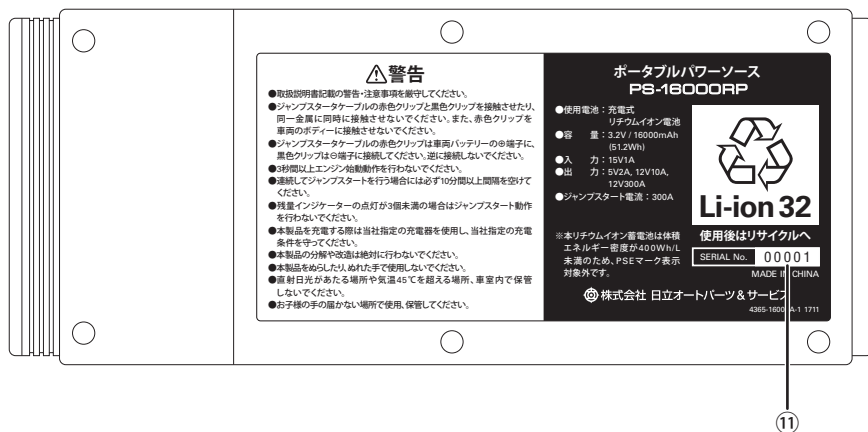 ⚠警告
●取扱説明書記載の警告・注意事項を厳守してください。
●ジャンプスタータケーブルの赤色クリップと黒色クリップを接触させたり、
同一金属に同時に接触させないでください。また、赤色クリップを
車両のボディーに接触させないでください。
●ジャンプスタータケーブルの赤色クリップは車両バッテリーの⊕端子に、
黒色クリップは⊖端子に接続してください。逆に接続しないでください。
●3秒間以上エンジン始動動作を行わないでください。
●連続してジャンプスタートを行う場合には必ず10分間以上間隔を空けて
ください。
●残量インジケーターの点灯が3個未満の場合はジャンプスタート動作
を行わないでください。
●本製品を充電する際は当社指定の充電器を使用し、当社指定の充電
条件を守ってください。
●本製品の分解や改造は絶対に行わないでください。
●本製品をぬらしたり、ぬれた手で使用しないでください。
●直射日光があたる場所や気温45℃を超える場所、車室内で保管
しないでください。
●お子様の手の届かない場所で使用、保管してください。
ポータブルパワーソース
PS-16000RP
●使用電池：充電式
リチウムイオン電池
●容　量：3.2V / 16000mAh
(51.2Wh)
●入　力：15V1A
●出　力：5V2A, 12V10A,
12V300A
●ジャンプスタート電流：300A
※本リチウムイオン蓄電池は体積
エネルギー密度が400Wh/L
未満のため、PSEマーク表示
対象外です。
Li-ion 32
使用後はリサイクルへ
SERIAL No. 00001
MADE IN CHINA
株式会社 日立オートパーツ＆サービス
4365-16000A-1 1711
⑪